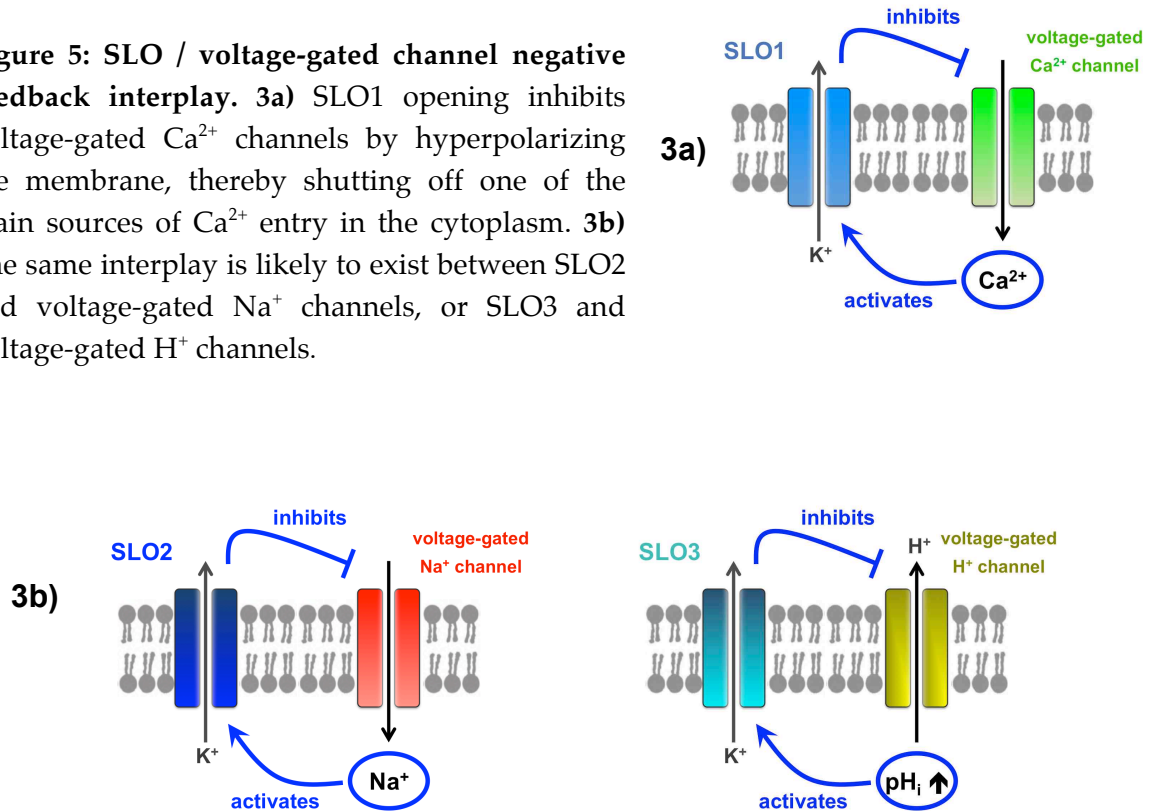 igure 5: SLO / voltage-gated channel negative
edback interplay. 3a) SLO1 opening inhibits
ltage-gated Ca²⁺ channels by hyperpolarizing
e membrane, thereby shutting off one of the
ain sources of Ca²⁺ entry in the cytoplasm. 3b)
ne same interplay is likely to exist between SLO2
d voltage-gated Na⁺ channels, or SLO3 and
ltage-gated H⁺ channels.
3a)
inhibits
SLO1
voltage-gated
Ca²⁺ channel
K⁺
activates
Ca²⁺
3b)
inhibits
SLO2
voltage-gated
Na⁺ channel
K⁺
activates
Na⁺
inhibits
SLO3
H⁺
voltage-gated
H⁺ channel
K⁺
activates
pHᵢ ↑